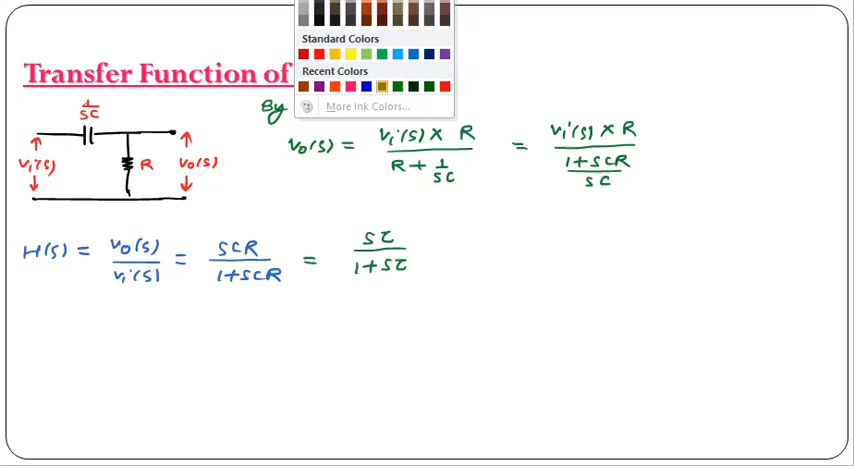 Standard Colors
Transfer Function of
Recent Colors
More Ink Colors...
By
1/SC
Vi(s)
R
Vo(s)
Vo(s) = Vi(s) × R / R + 1/SC = Vi(s) × R / 1+SCR / SC
H(s) = Vo(s) / Vi(s) = SCR / 1+SCR = Sτ / 1+Sτ